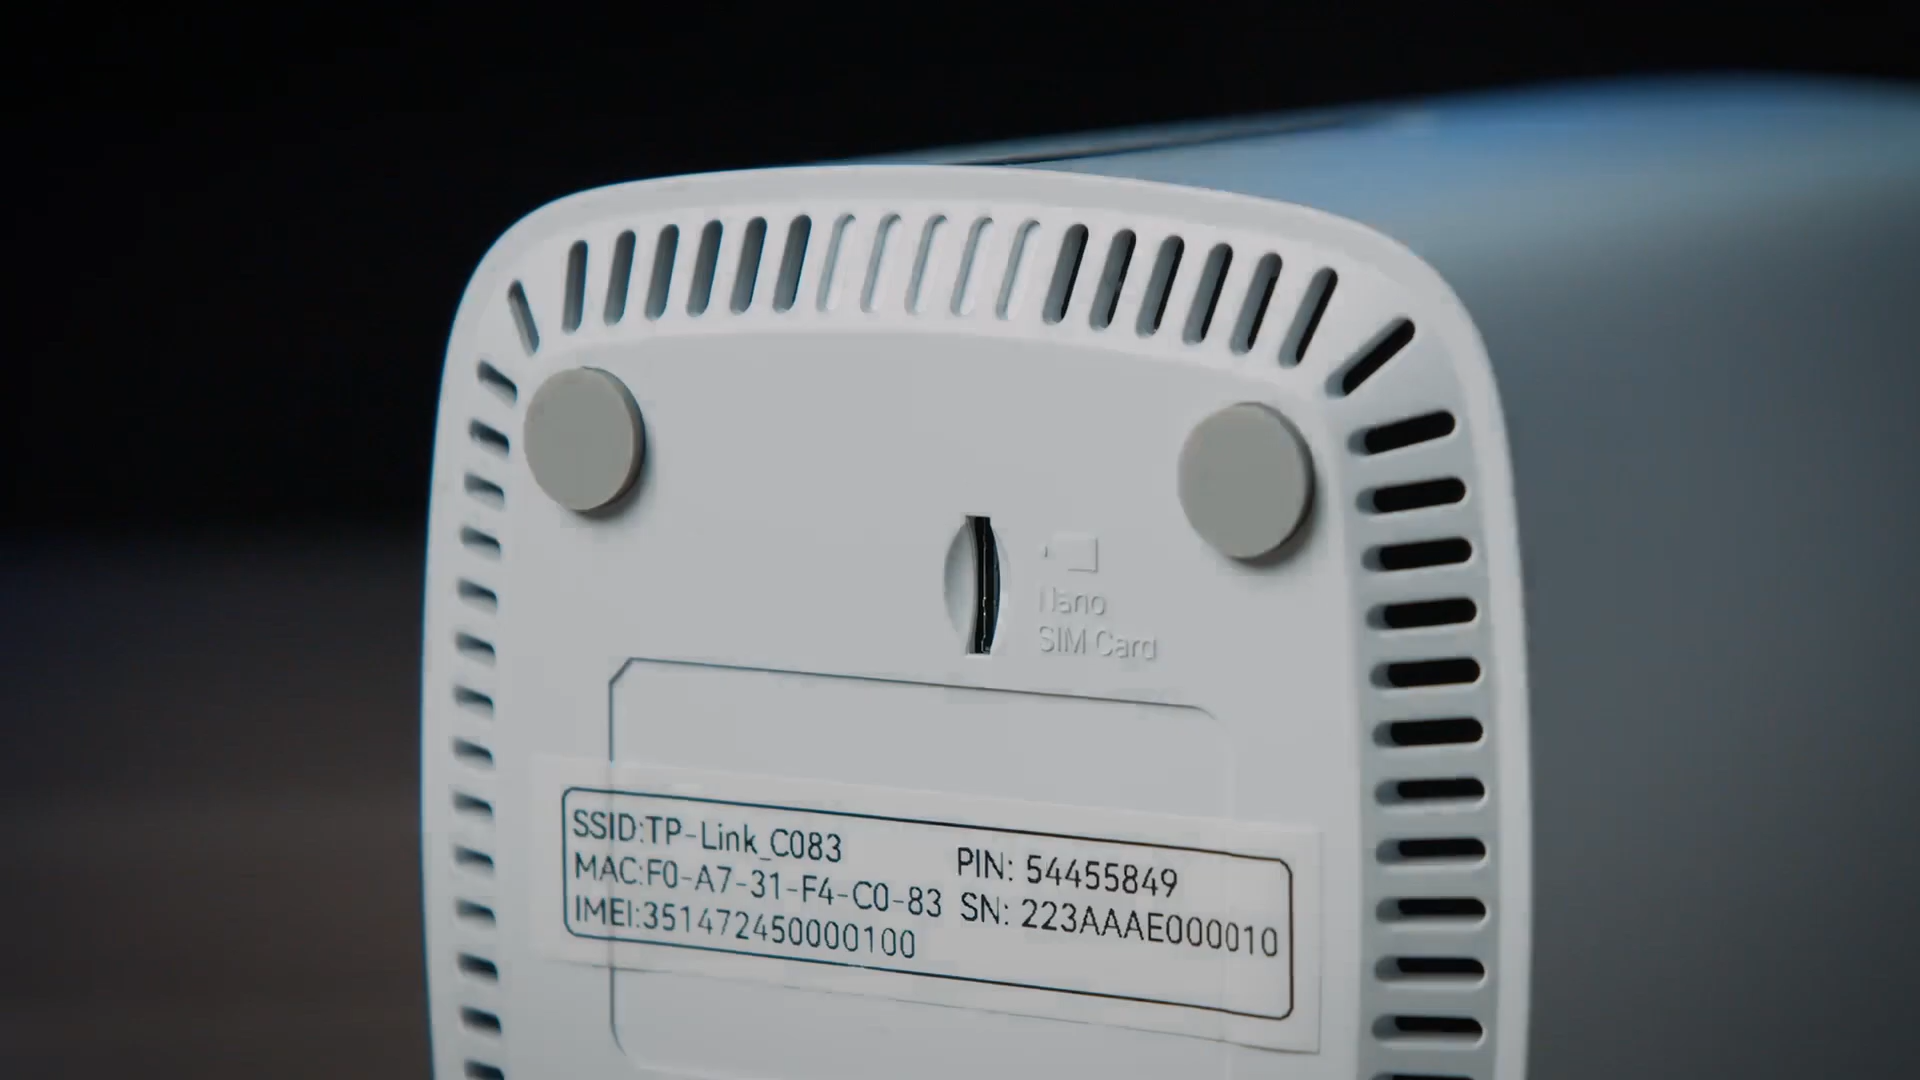 Nano
SIM Card
SSID:TP-Link_C083
MAC:F0-A7-31-F4-C0-83
IMEI:351472450000100
PIN: 54455849
SN: 223AAAE000010